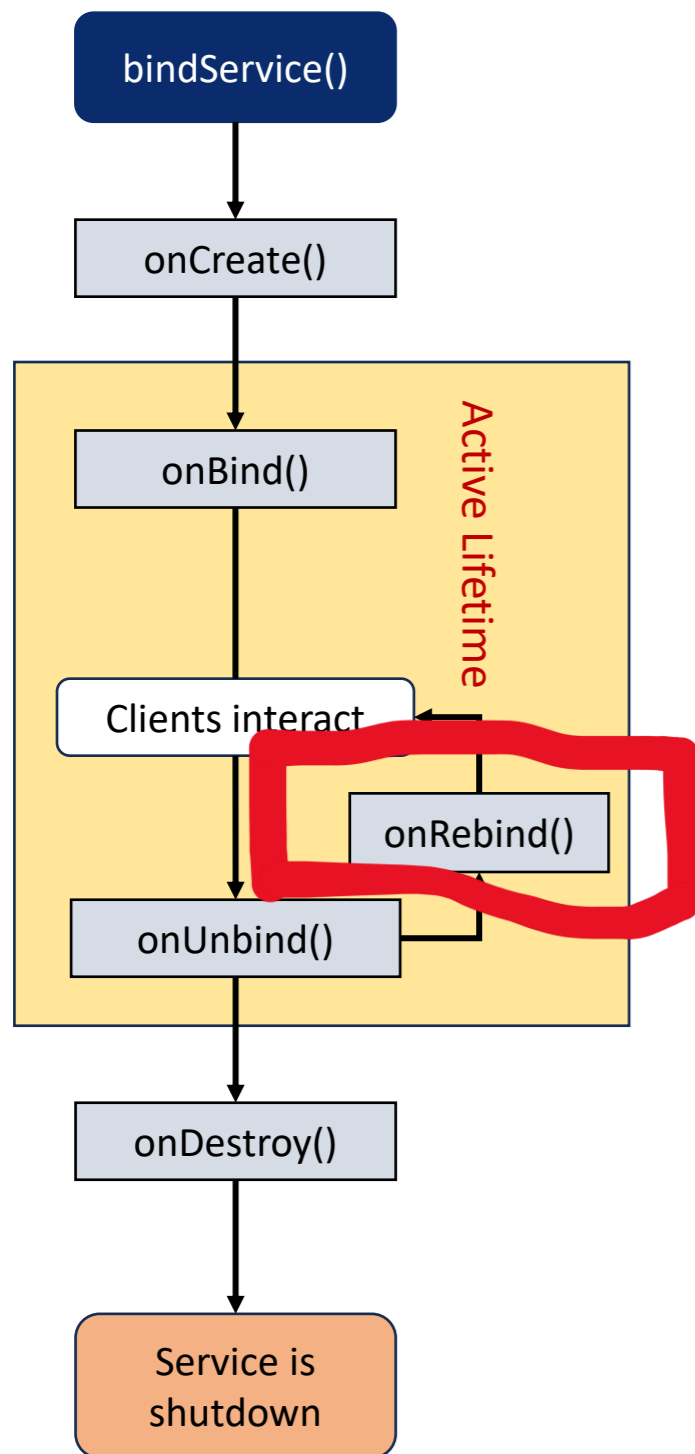 bindService()
onCreate()
onBind()
Active Lifetime
Clients interact
onRebind()
onUnbind()
onDestroy()
Service is
shutdown